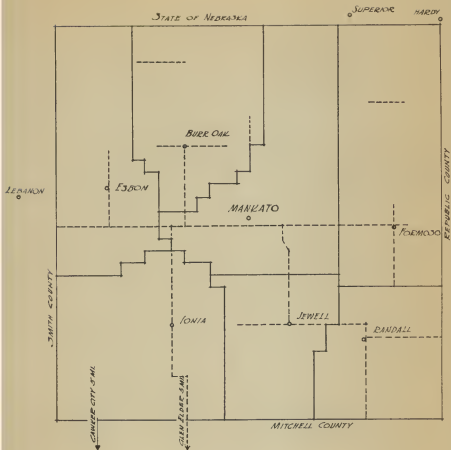 STATE OF NEBRASKA
SUPERIOR
HARDY
BURR OAK
ESBON
LEBANON
MANKATO
REPUBLIC COUNTY
FORMOSO
SMITH COUNTY
IONIA
JEWELL
RANDALL
CAWKER CITY 5 MI.
GLEN ELDER 5 MI.
MITCHELL COUNTY